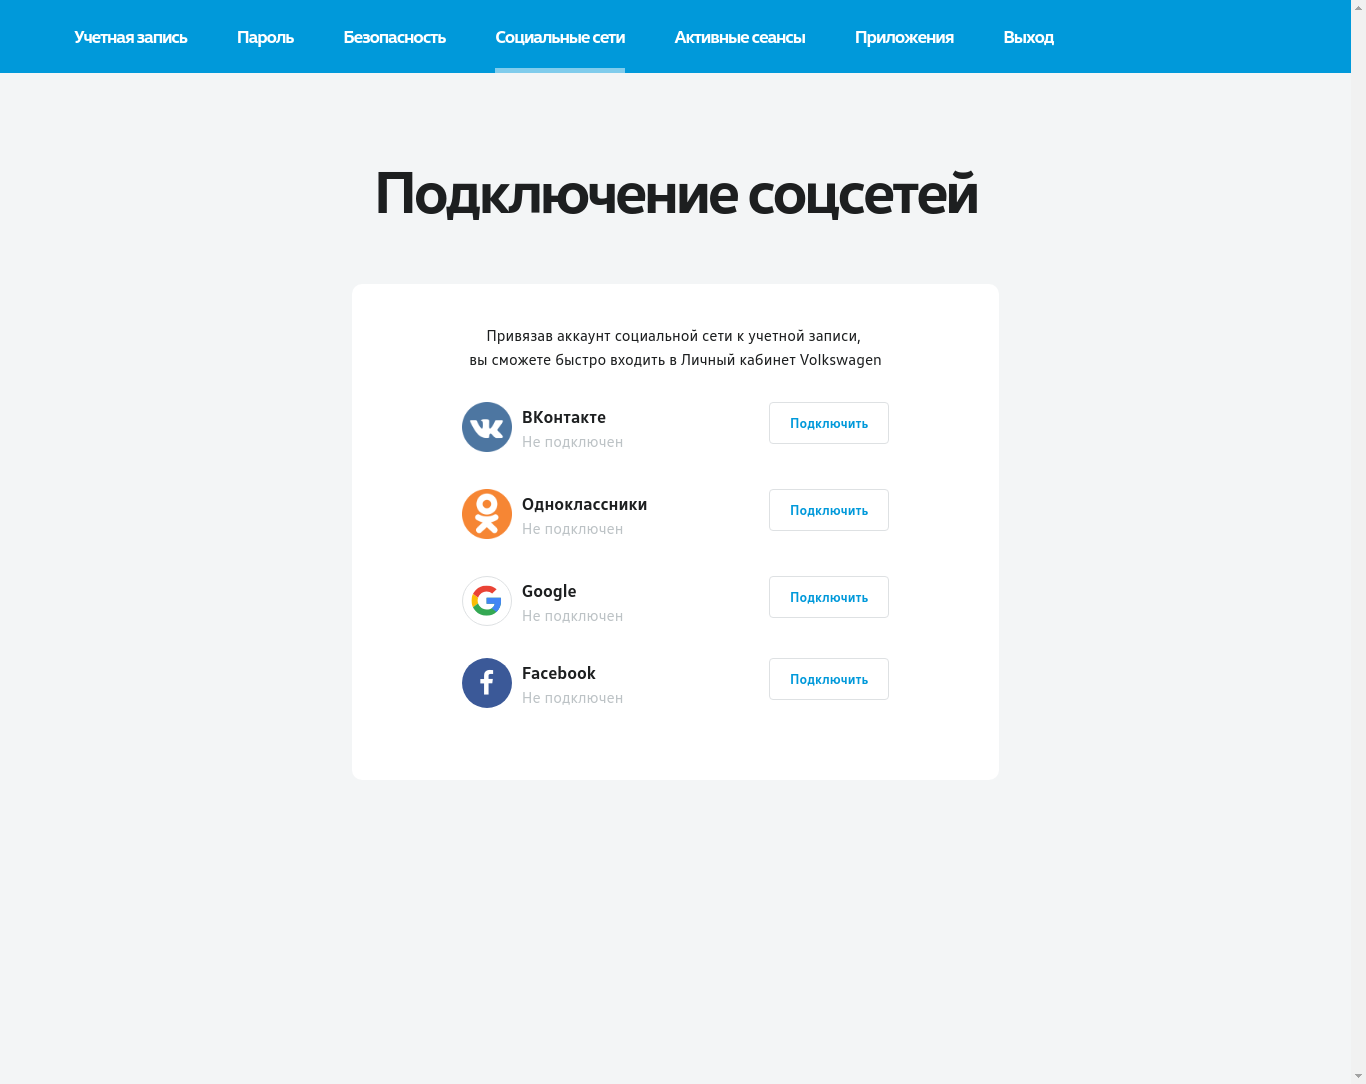 Учетная запись Пароль Безопасность Социальные сети Активные сеансы Приложения Выход
Подключение соцсетей
Привязав аккаунт социальной сети к учетной записи,
вы сможете быстро входить в Личный кабинет Volkswagen
ВКонтакте
Не подключен
Подключить
Одноклассники
Не подключен
Подключить
Google
Не подключен
Подключить
Facebook
Не подключен
Подключить